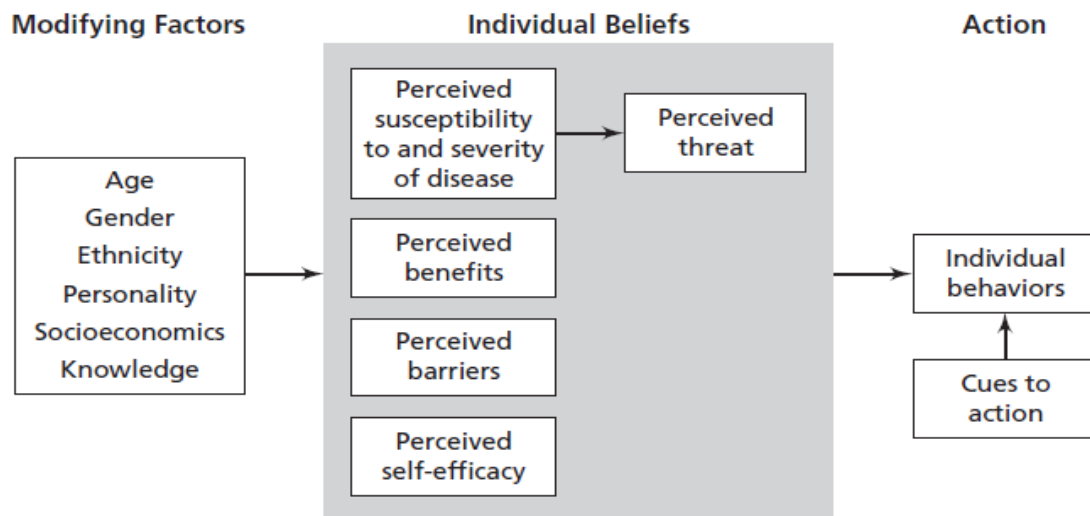 Modifying Factors
Individual Beliefs
Action
Age
Gender
Ethnicity
Personality
Socioeconomics
Knowledge
Perceived
susceptibility
to and severity
of disease
Perceived
threat
Perceived
benefits
Perceived
barriers
Perceived
self-efficacy
Individual
behaviors
Cues to
action